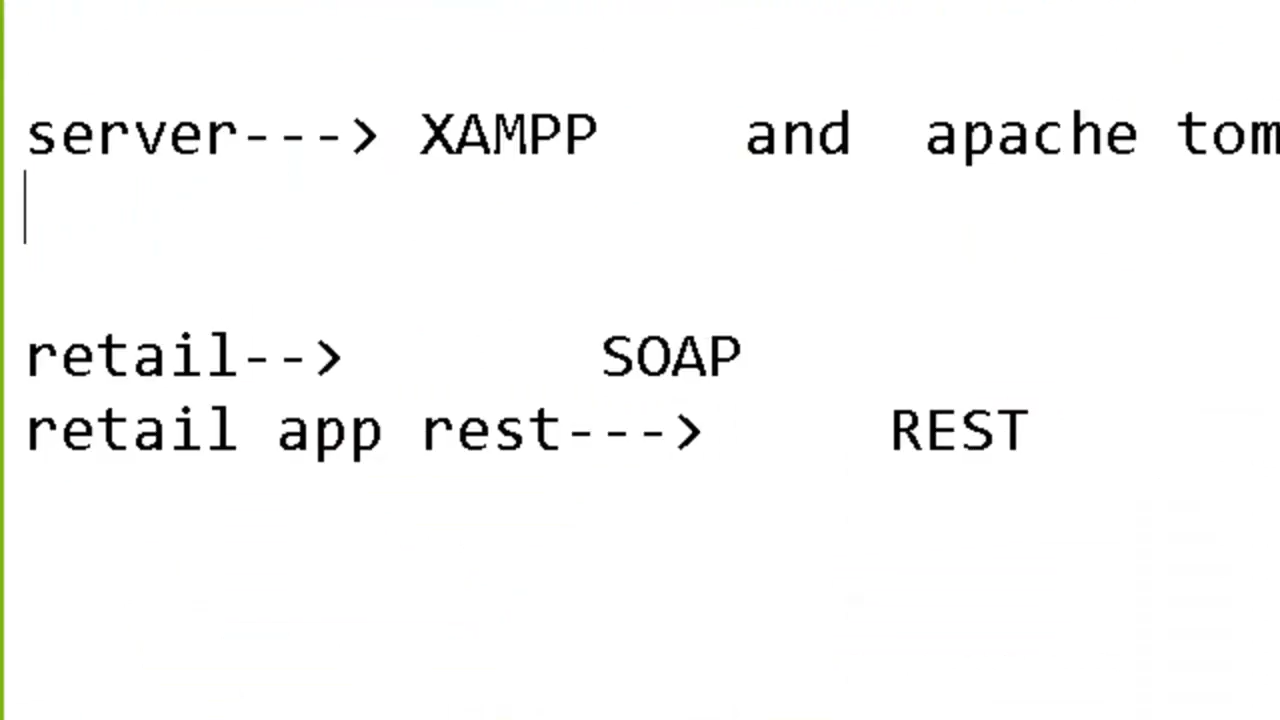 server---> XAMPP and apache tom
retail--> SOAP
retail app rest---> REST